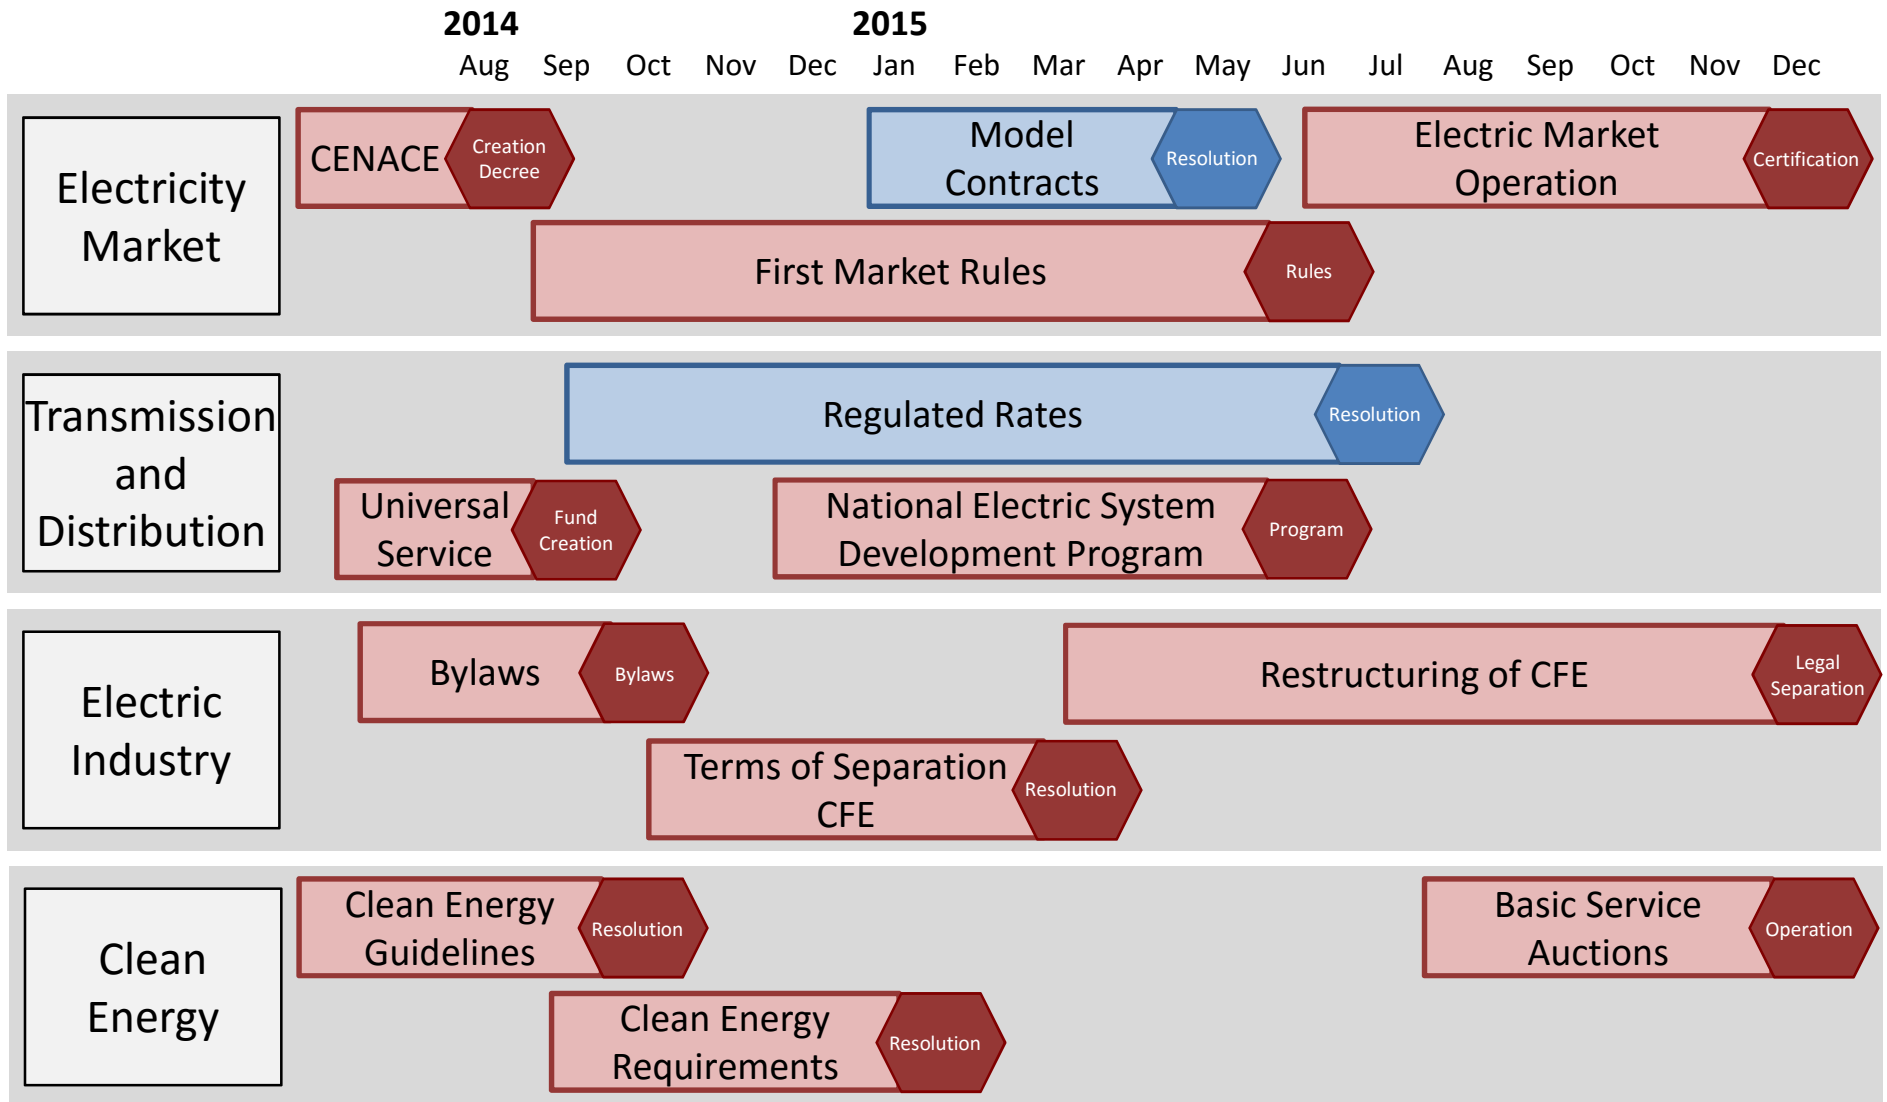 2014 2015
Aug Sep Oct Nov Dec Jan Feb Mar Apr May Jun Jul Aug Sep Oct Nov Dec
Electricity
Market
CENACE
Creation
Decree
Model
Contracts
Resolution
Electric Market
Operation
Certification
First Market Rules
Rules
Transmission
and
Distribution
Regulated Rates
Resolution
Universal
Service
Fund
Creation
National Electric System
Development Program
Program
Electric
Industry
Bylaws
Bylaws
Restructuring of CFE
Legal
Separation
Terms of Separation
CFE
Resolution
Clean
Energy
Clean Energy
Guidelines
Resolution
Basic Service
Auctions
Operation
Clean Energy
Requirements
Resolution